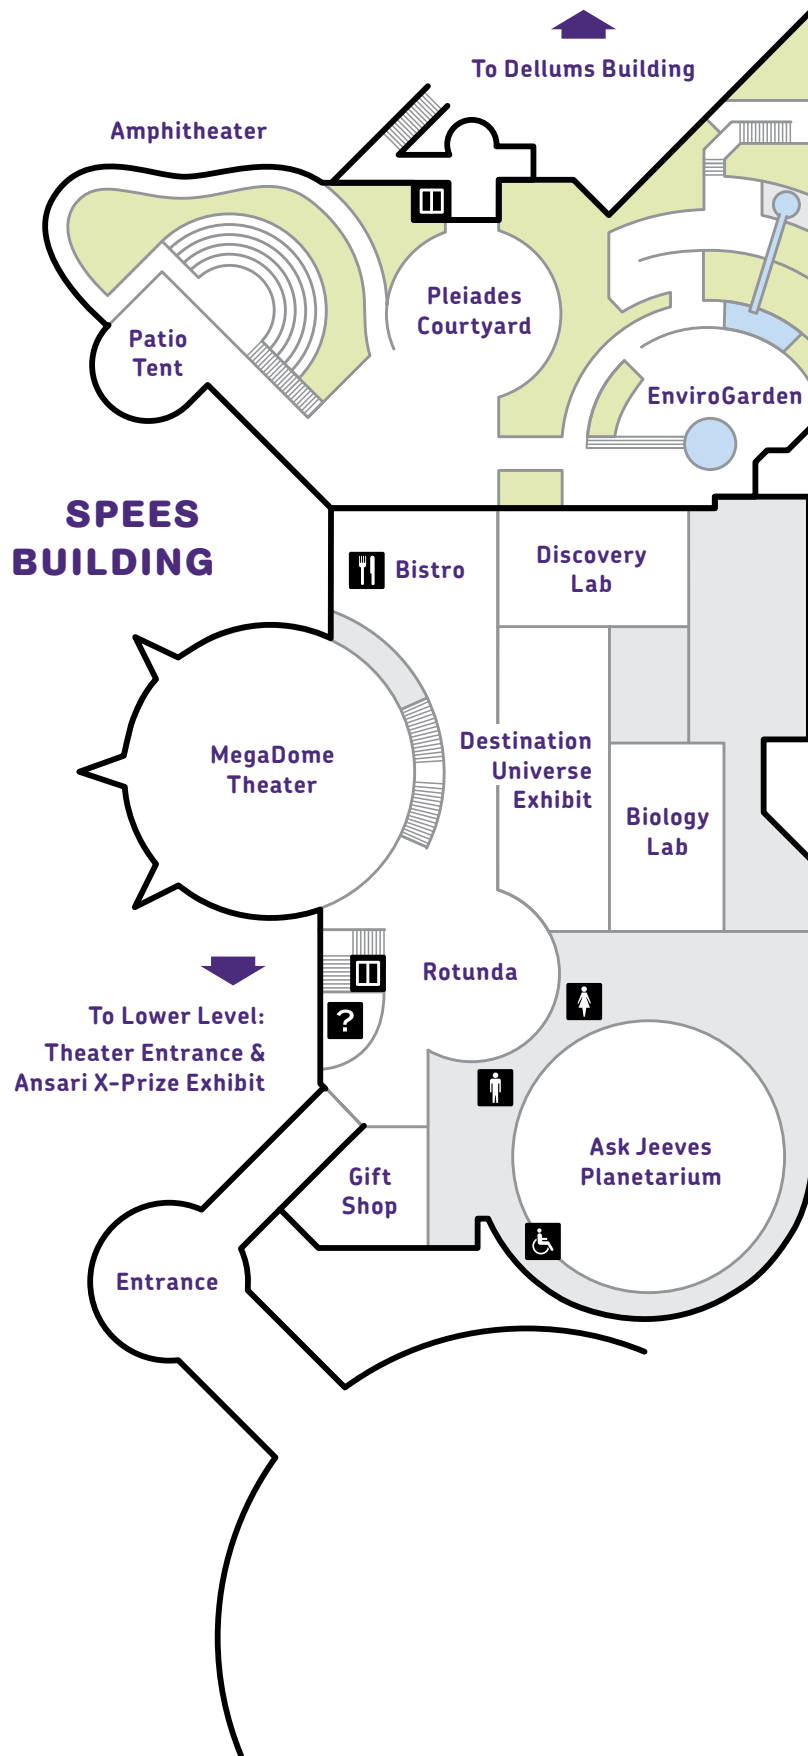 To Dellums Building
Amphitheater
Pleiades
Courtyard
Patio
Tent
EnviroGarden
SPEES
BUILDING
Bistro
Discovery
Lab
MegaDome
Theater
Destination
Universe
Exhibit
Biology
Lab
Rotunda
To Lower Level:
Theater Entrance &
Ansari X-Prize Exhibit
?
Ask Jeeves
Planetarium
Gift
Shop
Entrance